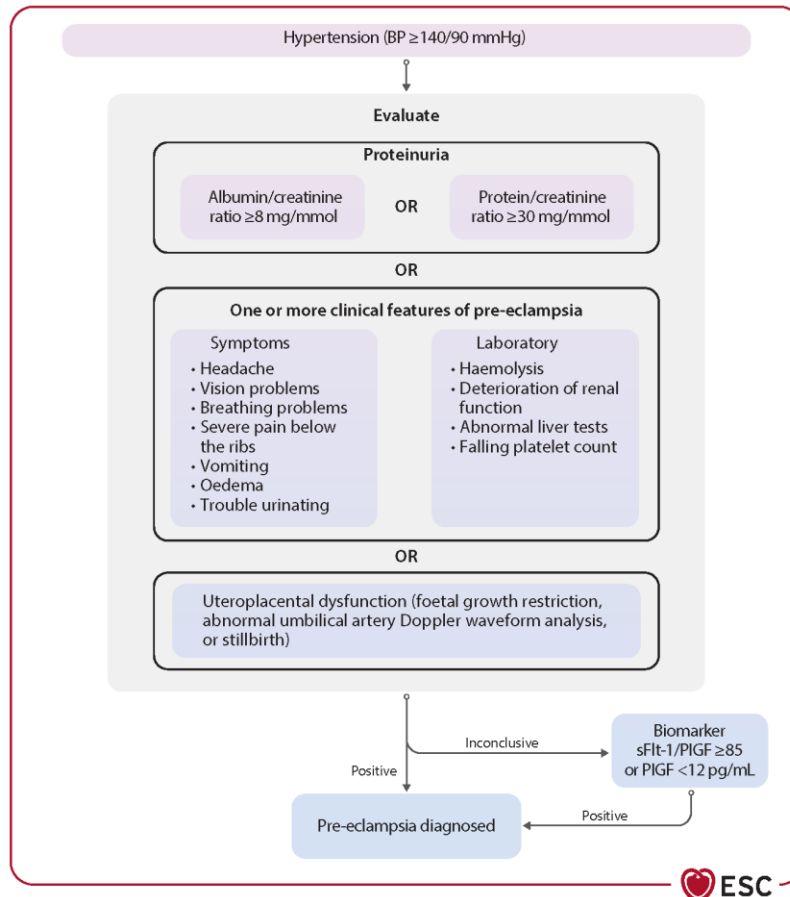 Hypertension (BP ≥140/90 mmHg)
Evaluate
Proteinuria
Albumin/creatinine
ratio ≥8 mg/mmol
OR
Protein/creatinine
ratio ≥30 mg/mmol
OR
One or more clinical features of pre-eclampsia
Symptoms
• Headache
• Vision problems
• Breathing problems
• Severe pain below
the ribs
• Vomiting
• Oedema
• Trouble urinating
Laboratory
• Haemolysis
• Deterioration of renal
function
• Abnormal liver tests
• Falling platelet count
OR
Uteroplacental dysfunction (foetal growth restriction,
abnormal umbilical artery Doppler waveform analysis,
or stillbirth)
Inconclusive
Biomarker
sFlt-1/PlGF ≥85
or PlGF <12 pg/mL
Positive
Positive
Pre-eclampsia diagnosed
ESC